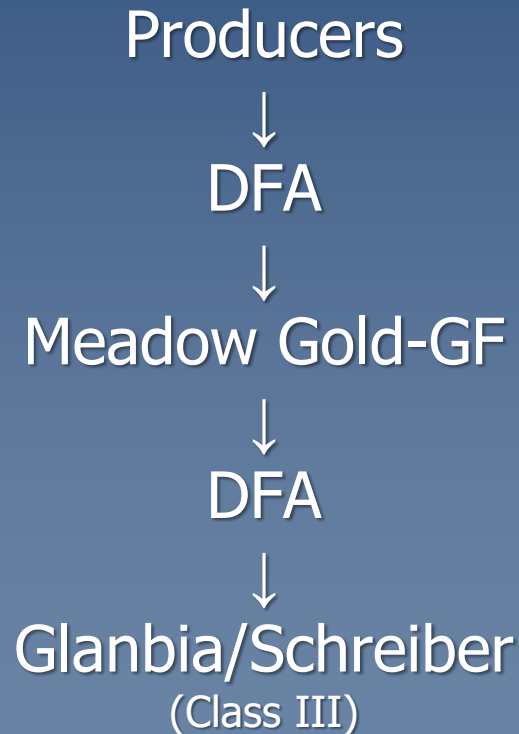 Producers
↓
DFA
↓
Meadow Gold-GF
↓
DFA
↓
Glanbia/Schreiber
(Class III)